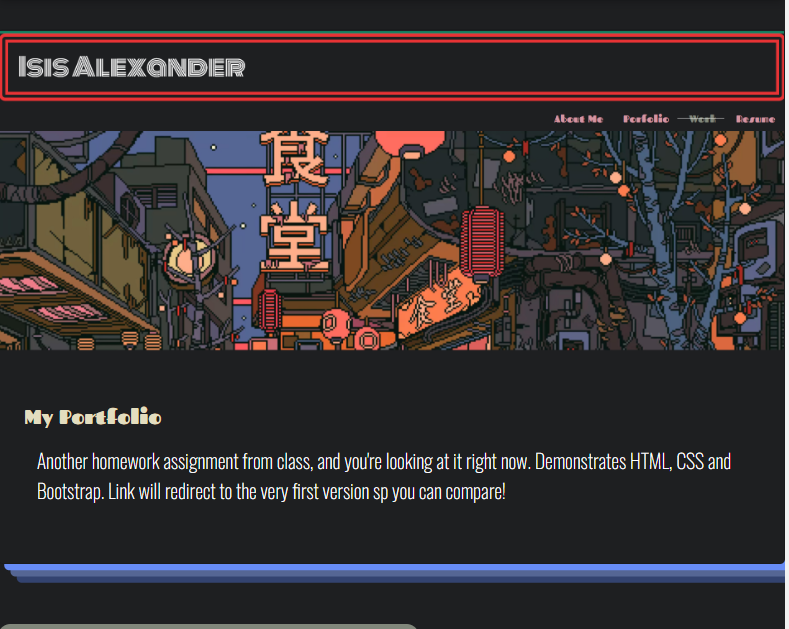 Isis Alexander
About Me Porfolio Work Resume
食
堂
食堂
My Portfolio
Another homework assignment from class, and you're looking at it right now. Demonstrates HTML, CSS and
Bootstrap. Link will redirect to the very first version sp you can compare!